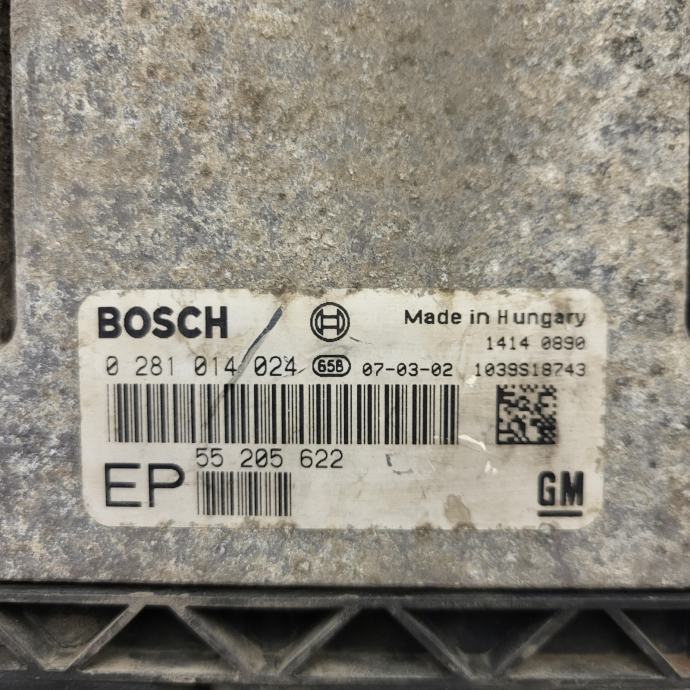 BOSCH Made in Hungary
1414 0890
0 281 014 024 658 07-03-02 1039S18743
55 205 622
EP
GM